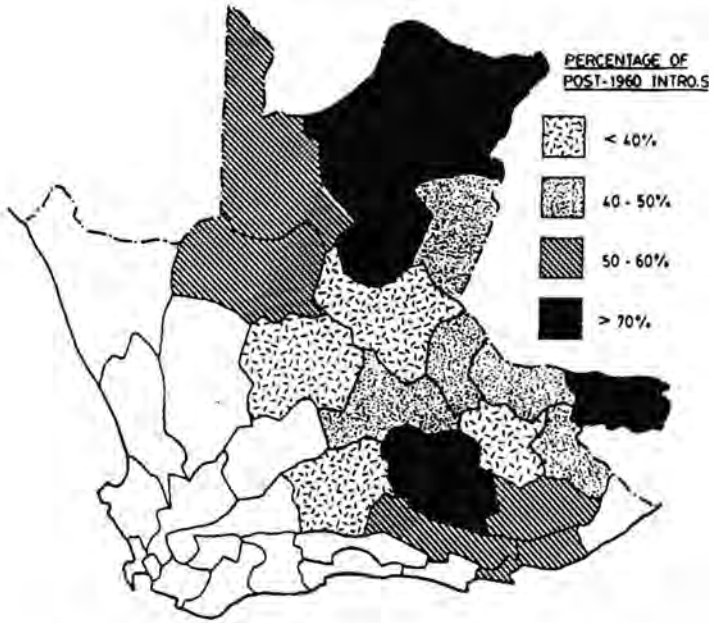 PERCENTAGE OF
POST-1960 INTRO.S
< 40%
40 - 50%
50 - 60%
> 70%